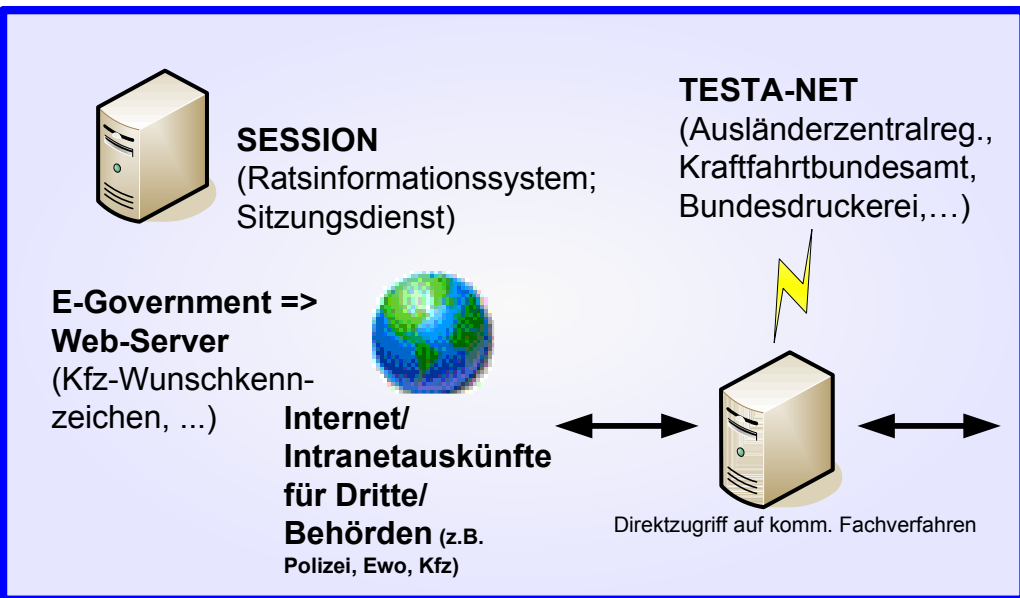 SESSION
(Ratsinformationssystem;
Sitzungsdienst)
TESTA-NET
(Ausländerzentralreg.,
Kraftfahrtbundesamt,
Bundesdruckerei,…)
E-Government =>
Web-Server
(Kfz-Wunschkenn-
zeichen, ...)
Internet/
Intranetauskünfte
für Dritte/
Behörden (z.B.
Polizei, Ewo, Kfz)
Direktzugriff auf komm. Fachverfahren